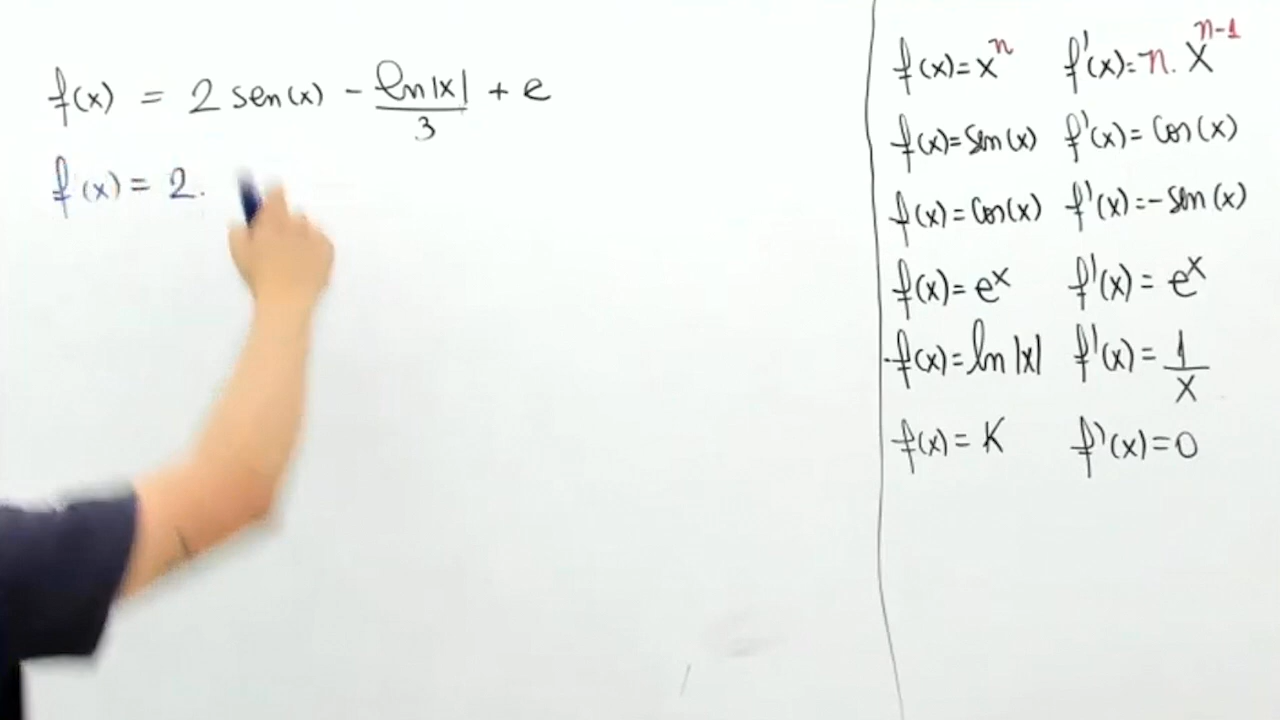 f(x) = 2 sen(x) - ln|x|/3 + e
f(x) = 2.
f(x)=x^n f'(x)=n.x^{n-1}
f(x)=Sen(x) f'(x)=Cos(x)
f(x)=Cos(x) f'(x)=-Sen(x)
f(x)=e^x f'(x)=e^x
f(x)=ln|x| f'(x)=1/x
f(x)=K f'(x)=0